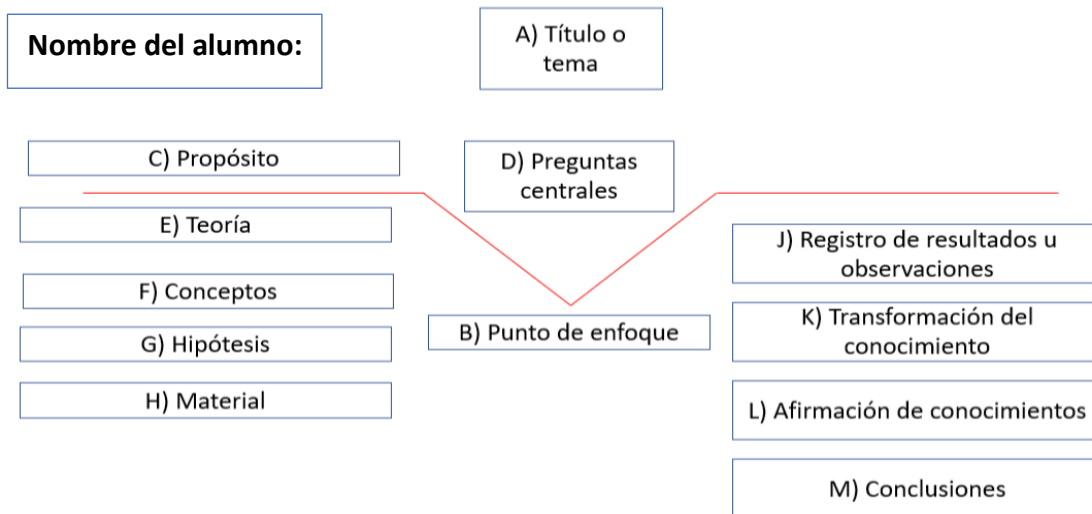 Nombre del alumno:
A) Título o
tema
C) Propósito
D) Preguntas
centrales
E) Teoría
F) Conceptos
G) Hipótesis
H) Material
B) Punto de enfoque
J) Registro de resultados u
observaciones
K) Transformación del
conocimiento
L) Afirmación de conocimientos
M) Conclusiones